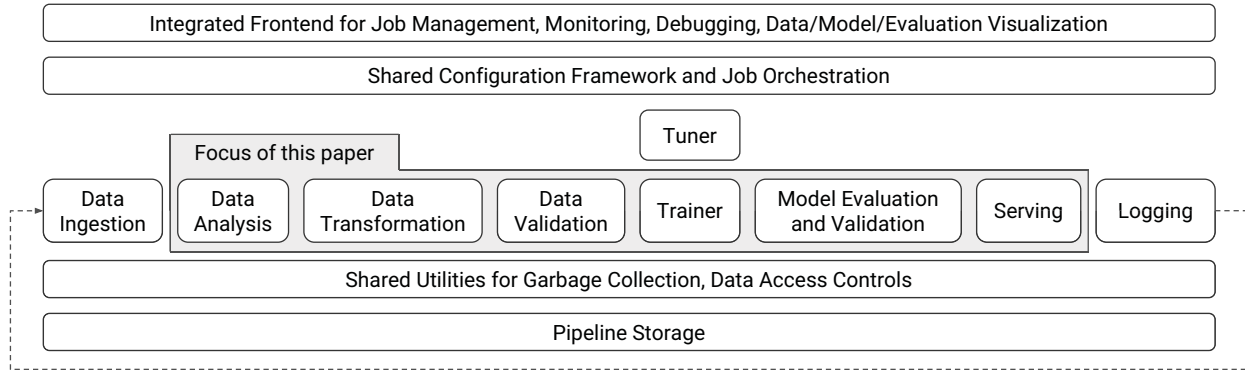 Integrated Frontend for Job Management, Monitoring, Debugging, Data/Model/Evaluation Visualization
Shared Configuration Framework and Job Orchestration
Tuner
Focus of this paper
Data
Ingestion
Data
Analysis
Data
Transformation
Data
Validation
Trainer
Model Evaluation
and Validation
Serving
Logging
Shared Utilities for Garbage Collection, Data Access Controls
Pipeline Storage